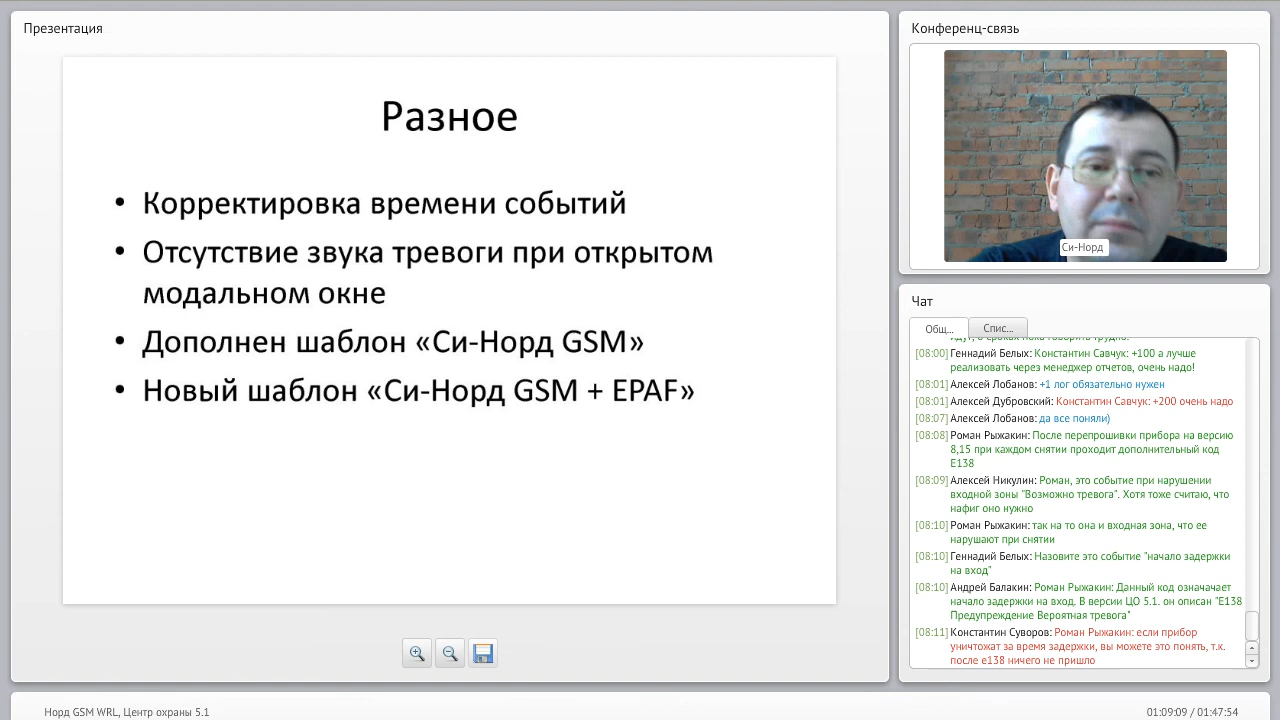 Презентация
Разное
• Корректировка времени событий
• Отсутствие звука тревоги при открытом
модальном окне
• Дополнен шаблон «Си-Норд GSM»
• Новый шаблон «Си-Норд GSM + EPAF»
Конференц-связь
Си-Норд
Чат
Общ...
Спис...
[08:00] Геннадий Белых: Константин Савчук: +100 а лучше
реализовать через менеджер отчетов, очень надо!
[08:01] Алексей Лобанов: +1 лог обязательно нужен
[08:01] Алексей Дубровский: Константин Савчук: +200 очень надо
[08:07] Алексей Лобанов: да все поняли)
[08:08] Роман Рыжакин: После перепрошивки прибора на версию
8,15 при каждом снятии проходит дополнительный код
E138
[08:09] Алексей Никулин: Роман, это событие при нарушении
входной зоны "Возможно тревога". Хотя тоже считаю, что
нафиг оно нужно
[08:10] Роман Рыжакин: так на то она и входная зона, что ее
нарушают при снятии
[08:10] Геннадий Белых: Назовите это событие "начало задержки
на вход"
[08:10] Андрей Балакин: Роман Рыжакин: Данный код означачает
начало задержки на вход. В версии ЦО 5.1. он описан "E138
Предупреждение Вероятная тревога"
[08:11] Константин Суворов: Роман Рыжакин: если прибор
уничтожат за время задержки, вы можете это понять, т.к.
после е138 ничего не пришло
Норд GSM WRL, Центр охраны 5.1
01:09:09 / 01:47:54